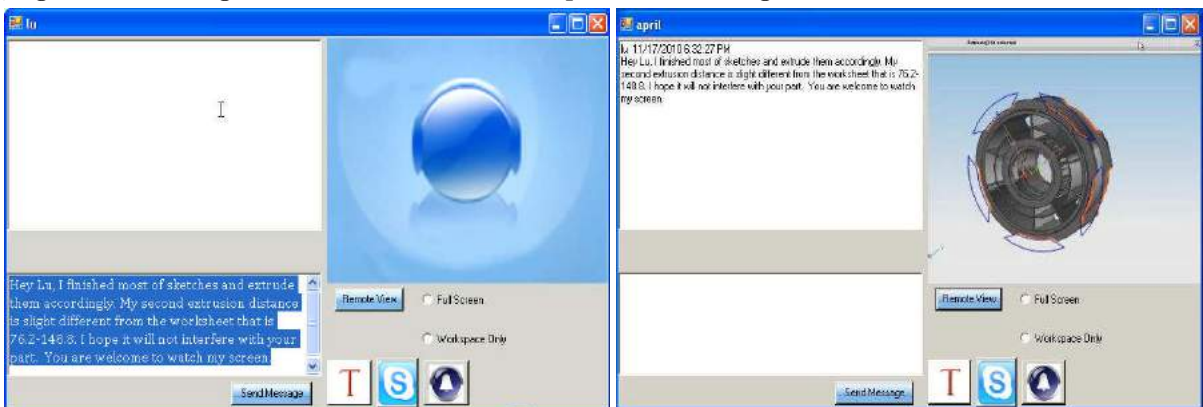 lu
Hey Lu, I finished most of sketches and extrude
them accordingly. My second extrusion distance
is slight different from the worksheet that is
76.2-148.8. I hope it will not interfere with your
part. You are welcome to watch my screen.
Send Message
Remote View
Full Screen
Workspace Only
T
S
april
lu 11/17/2010 6:32:27 PM
Hey Lu, I finished most of sketches and extrude them accordingly. My
second extrusion distance is slight different from the worksheet that is 76.2-
148.8. I hope it will not interfere with your part. You are welcome to watch
my screen.
Send Message
Remote View
Full Screen
Workspace Only
T
S